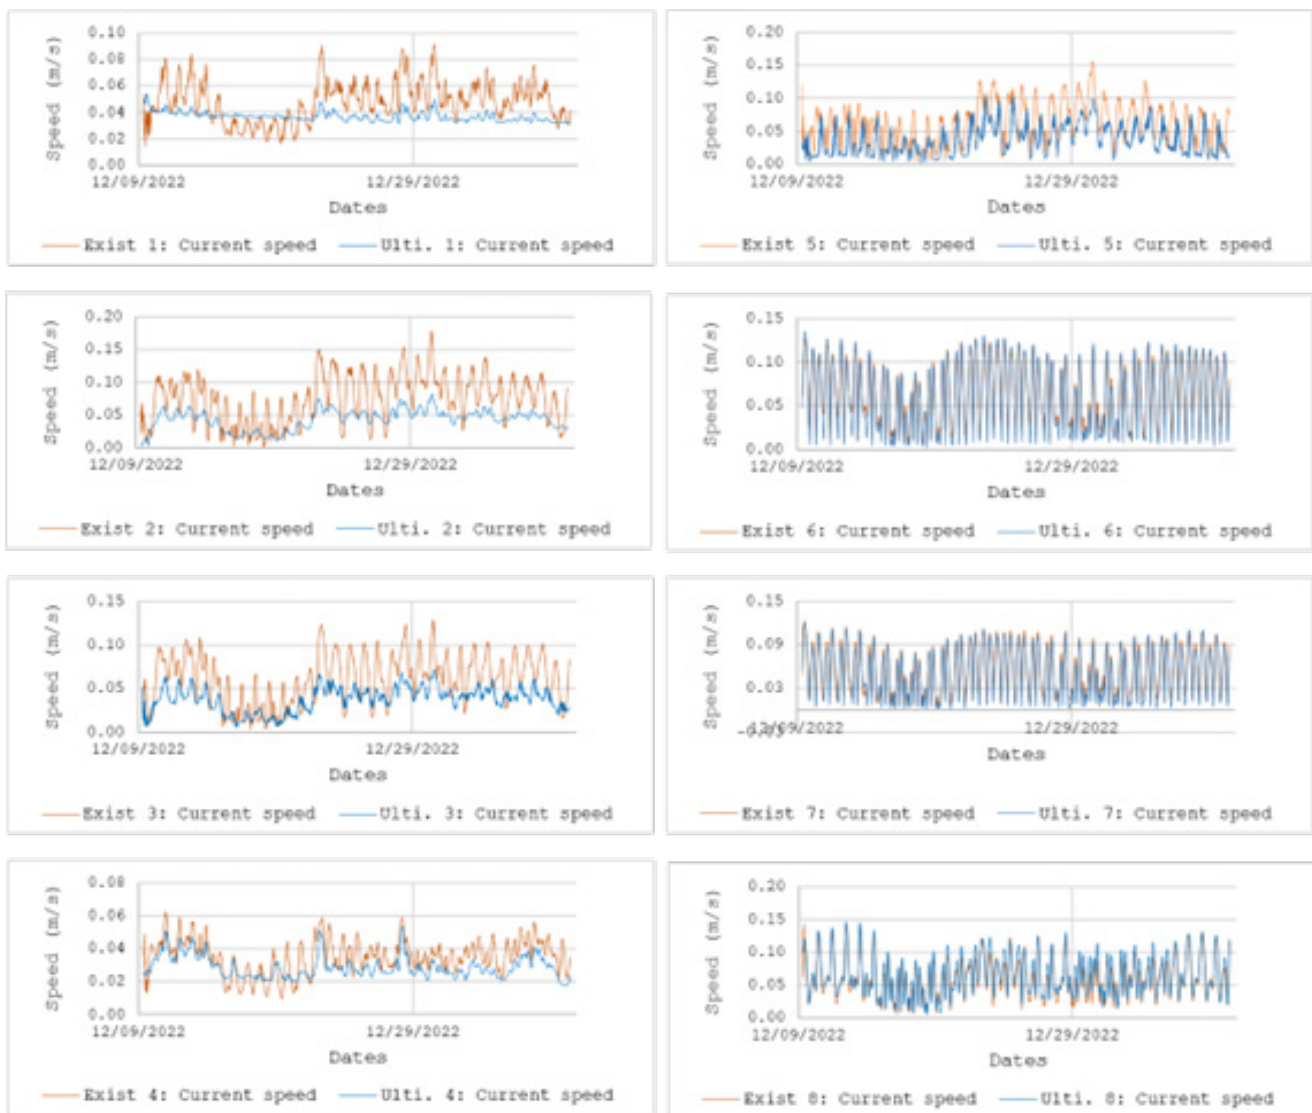 0.10
0.08
0.06
0.04
0.02
0.00
Speed (m/s)
12/09/2022 12/29/2022
Dates
Exist 1: Current speed Ulti. 1: Current speed
0.20
0.15
0.10
0.05
0.00
Speed (m/s)
12/09/2022 12/29/2022
Dates
Exist 5: Current speed Ulti. 5: Current speed
0.20
0.15
0.10
0.05
0.00
Speed (m/s)
12/09/2022 12/29/2022
Dates
Exist 2: Current speed Ulti. 2: Current speed
0.15
0.10
0.05
0.00
Speed (m/s)
12/09/2022 12/29/2022
Dates
Exist 6: Current speed Ulti. 6: Current speed
0.15
0.10
0.05
0.00
Speed (m/s)
12/09/2022 12/29/2022
Dates
Exist 3: Current speed Ulti. 3: Current speed
0.15
0.09
0.03
-0.03
Speed (m/s)
12/09/2022 12/29/2022
Dates
Exist 7: Current speed Ulti. 7: Current speed
0.08
0.06
0.04
0.02
0.00
Speed (m/s)
12/09/2022 12/29/2022
Dates
Exist 4: Current speed Ulti. 4: Current speed
0.20
0.15
0.10
0.05
0.00
Speed (m/s)
12/09/2022 12/29/2022
Dates
Exist 8: Current speed Ulti. 8: Current speed